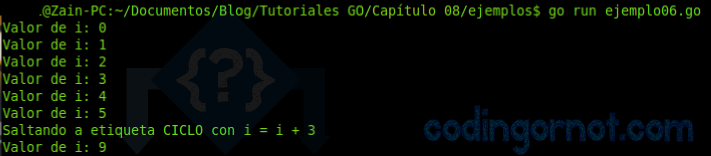 .@Zain-PC:~/Documentos/Blog/Tutoriales GO/Capítulo 08/ejemplos$ go run ejemplo06.go
Valor de i: 0
Valor de i: 1
Valor de i: 2
Valor de i: 3
Valor de i: 4
Valor de i: 5
Saltando a etiqueta CICLO con i = i + 3
Valor de i: 9
{?}
codingornot.com